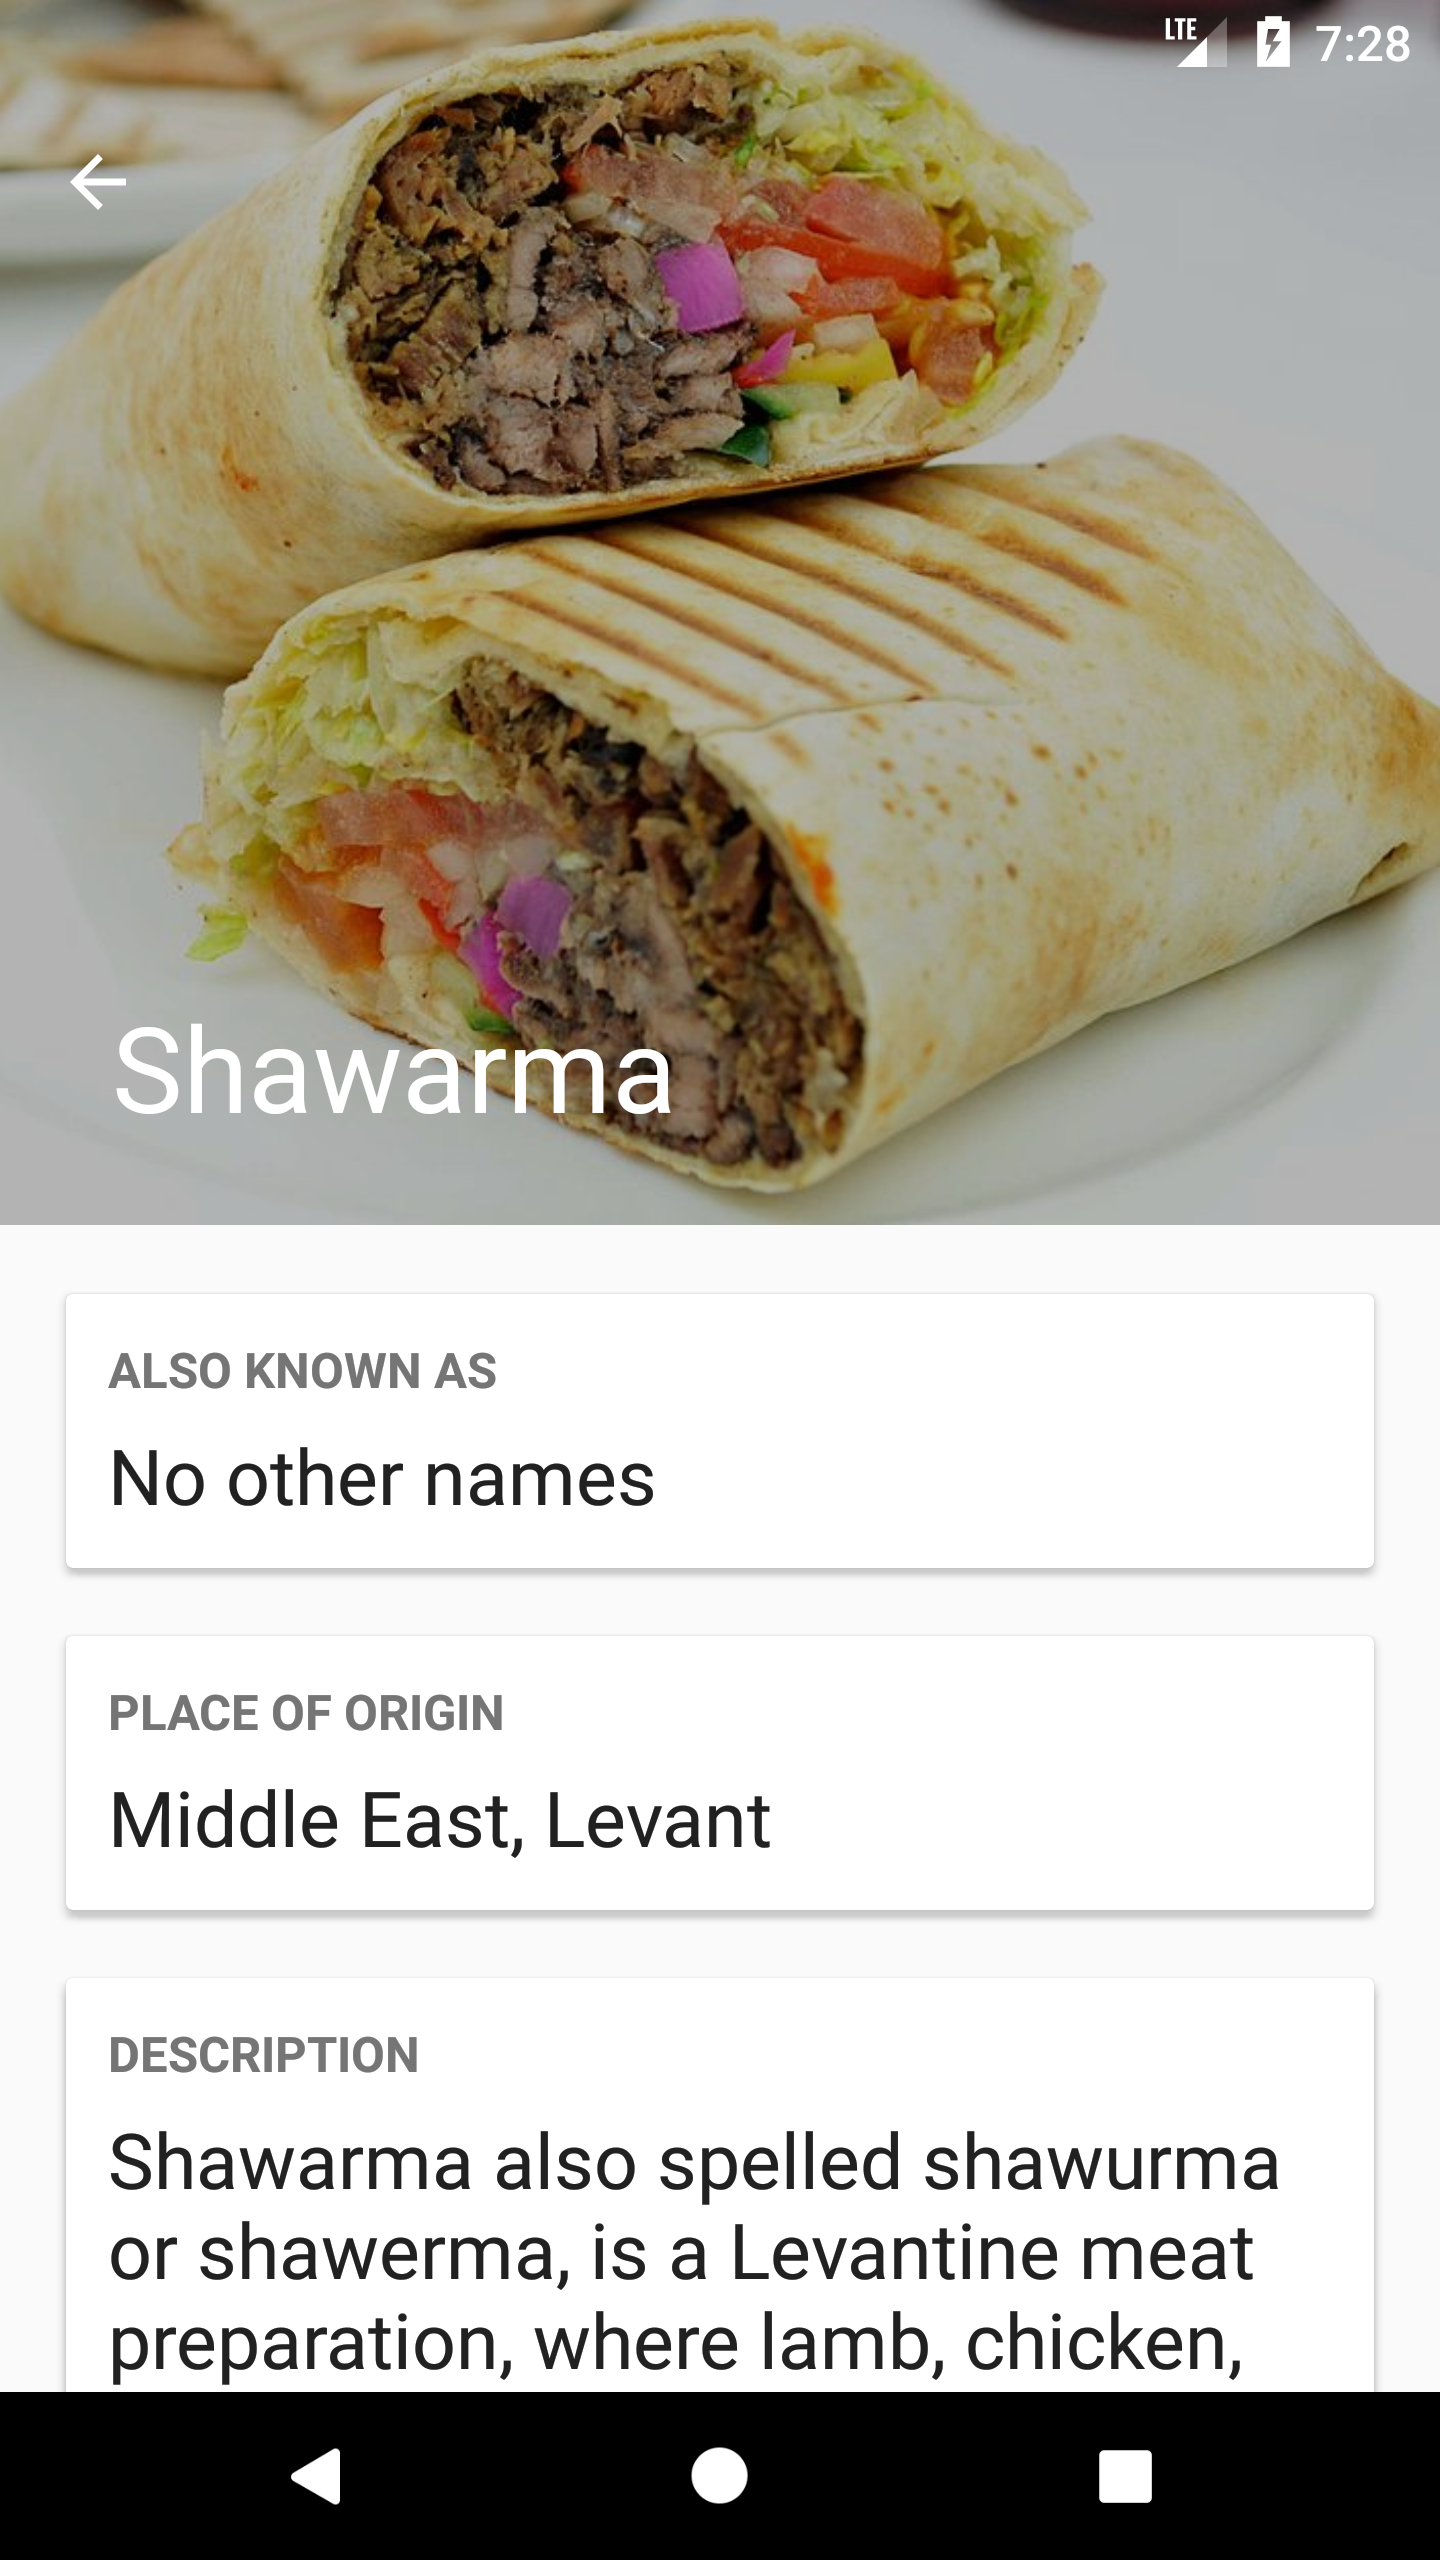 LTE 7:28
Shawarma
ALSO KNOWN AS
No other names
PLACE OF ORIGIN
Middle East, Levant
DESCRIPTION
Shawarma also spelled shawurma
or shawerma, is a Levantine meat
preparation, where lamb, chicken,